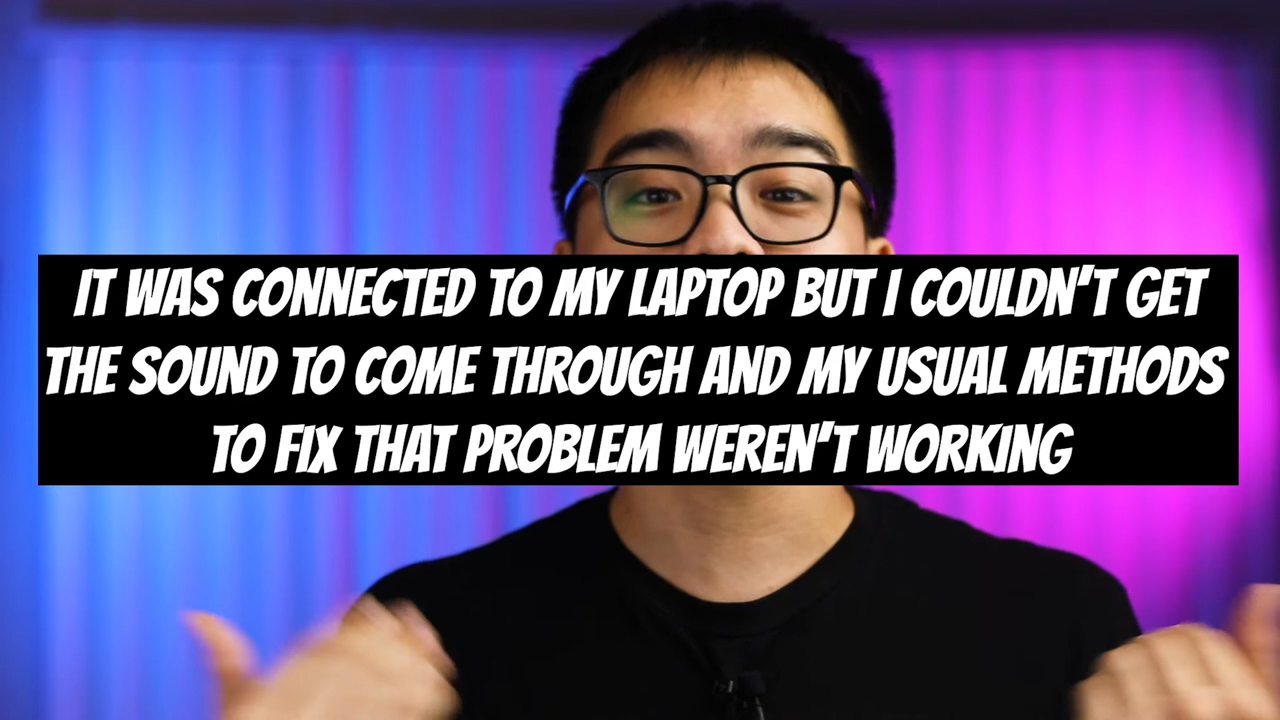 IT WAS CONNECTED TO MY LAPTOP BUT I COULDN'T GET
THE SOUND TO COME THROUGH AND MY USUAL METHODS
TO FIX THAT PROBLEM WEREN'T WORKING